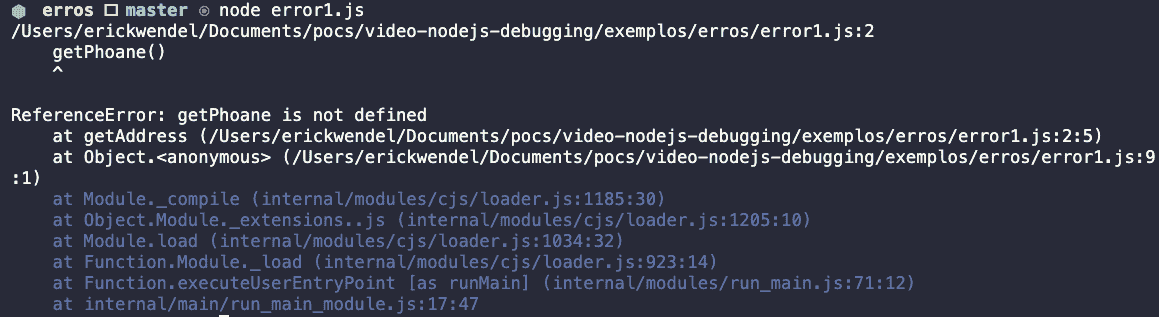 erros master node error1.js
/Users/erickwendel/Documents/pocs/video-nodejs-debugging/exemplos/erros/error1.js:2
    getPhoane()
    ^
ReferenceError: getPhoane is not defined
    at getAddress (/Users/erickwendel/Documents/pocs/video-nodejs-debugging/exemplos/erros/error1.js:2:5)
    at Object.<anonymous> (/Users/erickwendel/Documents/pocs/video-nodejs-debugging/exemplos/erros/error1.js:9
:1)
    at Module._compile (internal/modules/cjs/loader.js:1185:30)
    at Object.Module._extensions..js (internal/modules/cjs/loader.js:1205:10)
    at Module.load (internal/modules/cjs/loader.js:1034:32)
    at Function.Module._load (internal/modules/cjs/loader.js:923:14)
    at Function.executeUserEntryPoint [as runMain] (internal/modules/run_main.js:71:12)
    at internal/main/run_main_module.js:17:47